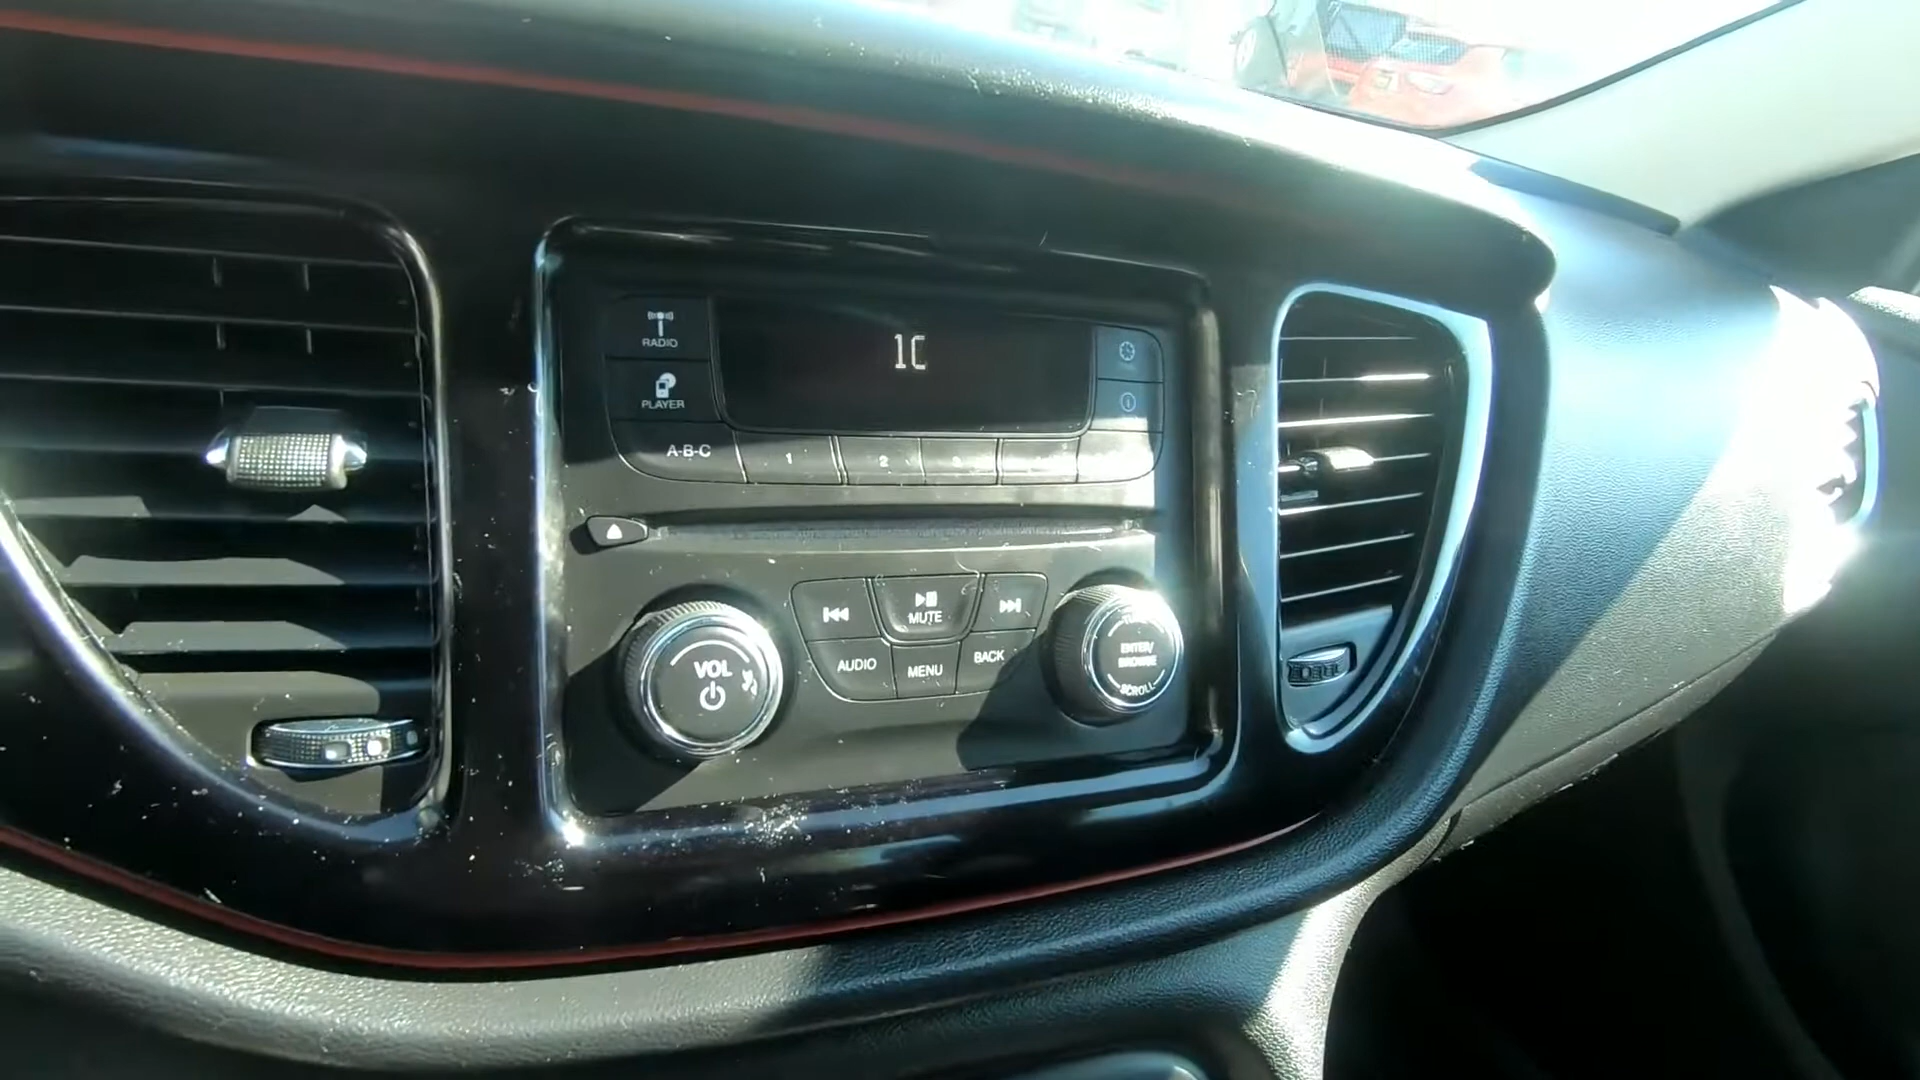 1C
RADIO
PLAYER
A-B-C
1
2
MUTE
AUDIO
MENU
BACK
VOL
ENTER/
BROWSE
SCROLL